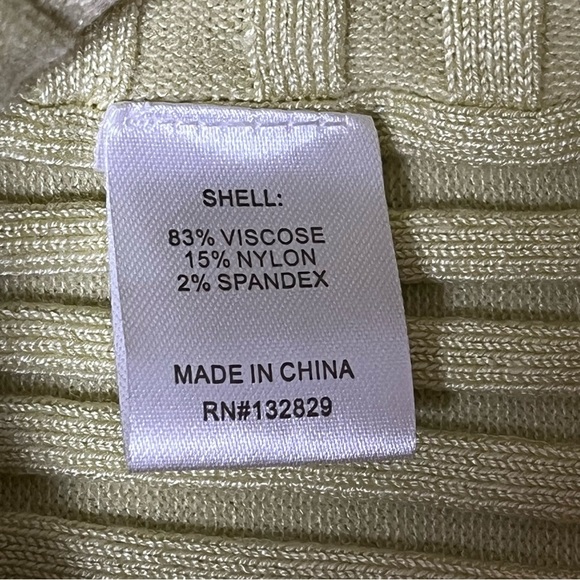 SHELL:
83% VISCOSE
15% NYLON
2% SPANDEX
MADE IN CHINA
RN#132829